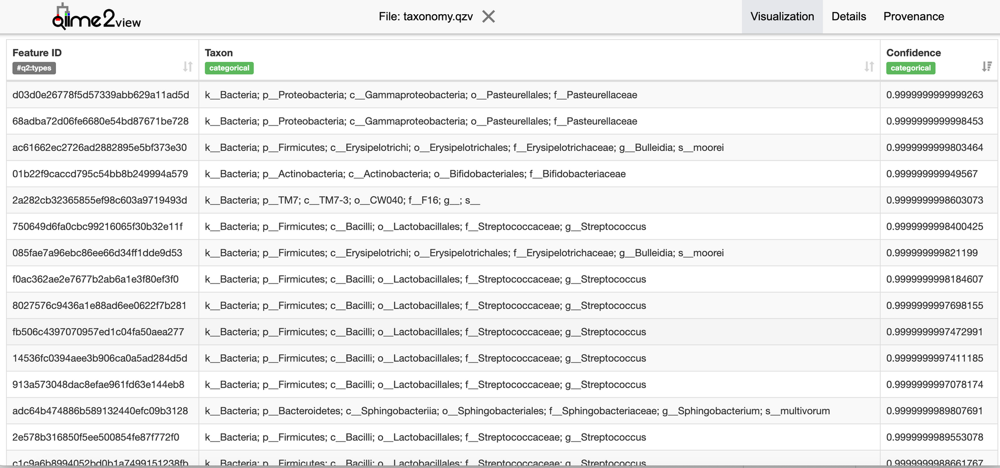 qiime2view
File: taxonomy.qzv
Visualization Details Provenance
Feature ID Taxon Confidence
#q2:types categorical categorical
d03d0e26778f5d57339abb629a11ad5d k__Bacteria; p__Proteobacteria; c__Gammaproteobacteria; o__Pasteurellales; f__Pasteurellaceae 0.9999999999999263
68adba72d06fe6680e54bd87671be728 k__Bacteria; p__Proteobacteria; c__Gammaproteobacteria; o__Pasteurellales; f__Pasteurellaceae 0.9999999999998453
ac61662ec2726ad2882895e5bf373e30 k__Bacteria; p__Firmicutes; c__Erysipelotrichi; o__Erysipelotrichales; f__Erysipelotrichaceae; g__Bulleidia; s__moorei 0.9999999999803464
01b22f9caccd795c54bb8b249994a579 k__Bacteria; p__Actinobacteria; c__Actinobacteria; o__Bifidobacteriales; f__Bifidobacteriaceae 0.999999999949567
2a282cb32365855ef98c603a9719493d k__Bacteria; p__TM7; c__TM7-3; o__CW040; f__F16; g__; s__ 0.9999999998603073
750649d6fa0cbc99216065f30b32e11f k__Bacteria; p__Firmicutes; c__Bacilli; o__Lactobacillales; f__Streptococcaceae; g__Streptococcus 0.9999999998400425
085fae7a96ebc86ee66d34ff1dde9d53 k__Bacteria; p__Firmicutes; c__Erysipelotrichi; o__Erysipelotrichales; f__Erysipelotrichaceae; g__Bulleidia; s__moorei 0.999999999821199
f0ac362ae2e7677b2ab6a1e3f80ef3f0 k__Bacteria; p__Firmicutes; c__Bacilli; o__Lactobacillales; f__Streptococcaceae; g__Streptococcus 0.9999999998184607
8027576c9436a1e88ad6ee0622f7b281 k__Bacteria; p__Firmicutes; c__Bacilli; o__Lactobacillales; f__Streptococcaceae; g__Streptococcus 0.9999999997698155
fb506c4397070957ed1c04fa50aea277 k__Bacteria; p__Firmicutes; c__Bacilli; o__Lactobacillales; f__Streptococcaceae; g__Streptococcus 0.9999999997472991
14536fc0394aee3b906ca0a5ad284d5d k__Bacteria; p__Firmicutes; c__Bacilli; o__Lactobacillales; f__Streptococcaceae; g__Streptococcus 0.9999999997411185
913a573048dac8efae961fd63e144eb8 k__Bacteria; p__Firmicutes; c__Bacilli; o__Lactobacillales; f__Streptococcaceae; g__Streptococcus 0.9999999997078174
adc64b474886b589132440efc09b3128 k__Bacteria; p__Bacteroidetes; c__Sphingobacteriia; o__Sphingobacteriales; f__Sphingobacteriaceae; g__Sphingobacterium; s__multivorum 0.9999999989807691
2e578b316850f5ee500854fe87f772f0 k__Bacteria; p__Firmicutes; c__Bacilli; o__Lactobacillales; f__Streptococcaceae; g__Streptococcus 0.9999999989553078
c1c9a6b8994052bd0b1a7499151238fb k__Bacteria; p__Firmicutes; c__Bacilli; o__Lactobacillales; f__Streptococcaceae; g__Streptococcus 0.9999999988661767